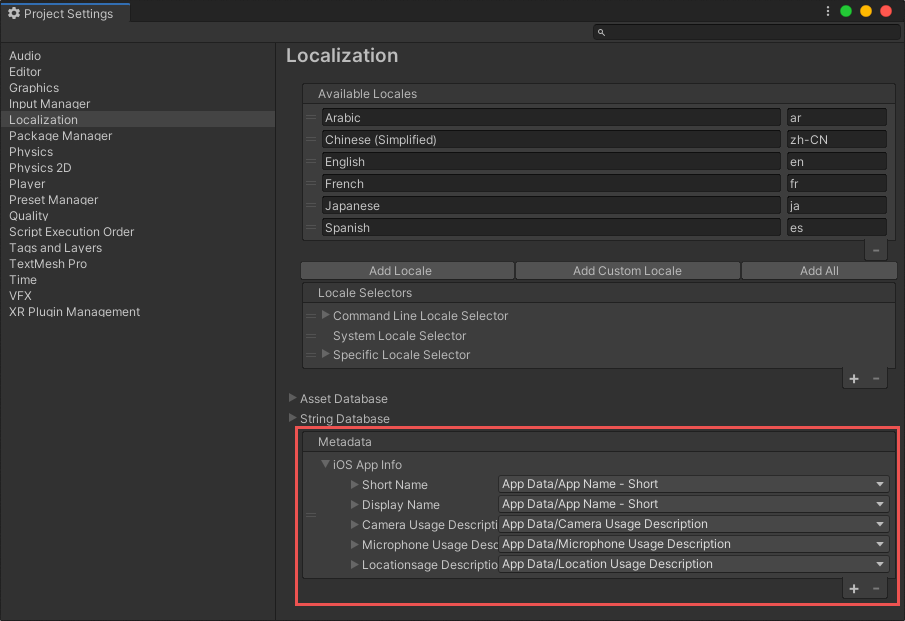 Project Settings
Audio
Editor
Graphics
Input Manager
Localization
Package Manager
Physics
Physics 2D
Player
Preset Manager
Quality
Script Execution Order
Tags and Layers
TextMesh Pro
Time
VFX
XR Plugin Management
Localization
Available Locales
Arabic ar
Chinese (Simplified) zh-CN
English en
French fr
Japanese ja
Spanish es
Add Locale Add Custom Locale Add All
Locale Selectors
Command Line Locale Selector
System Locale Selector
Specific Locale Selector
Asset Database
String Database
Metadata
iOS App Info
Short Name App Data/App Name - Short
Display Name App Data/App Name - Short
Camera Usage Descripti App Data/Camera Usage Description
Microphone Usage Desc App Data/Microphone Usage Description
Locationsage Descriptio App Data/Location Usage Description